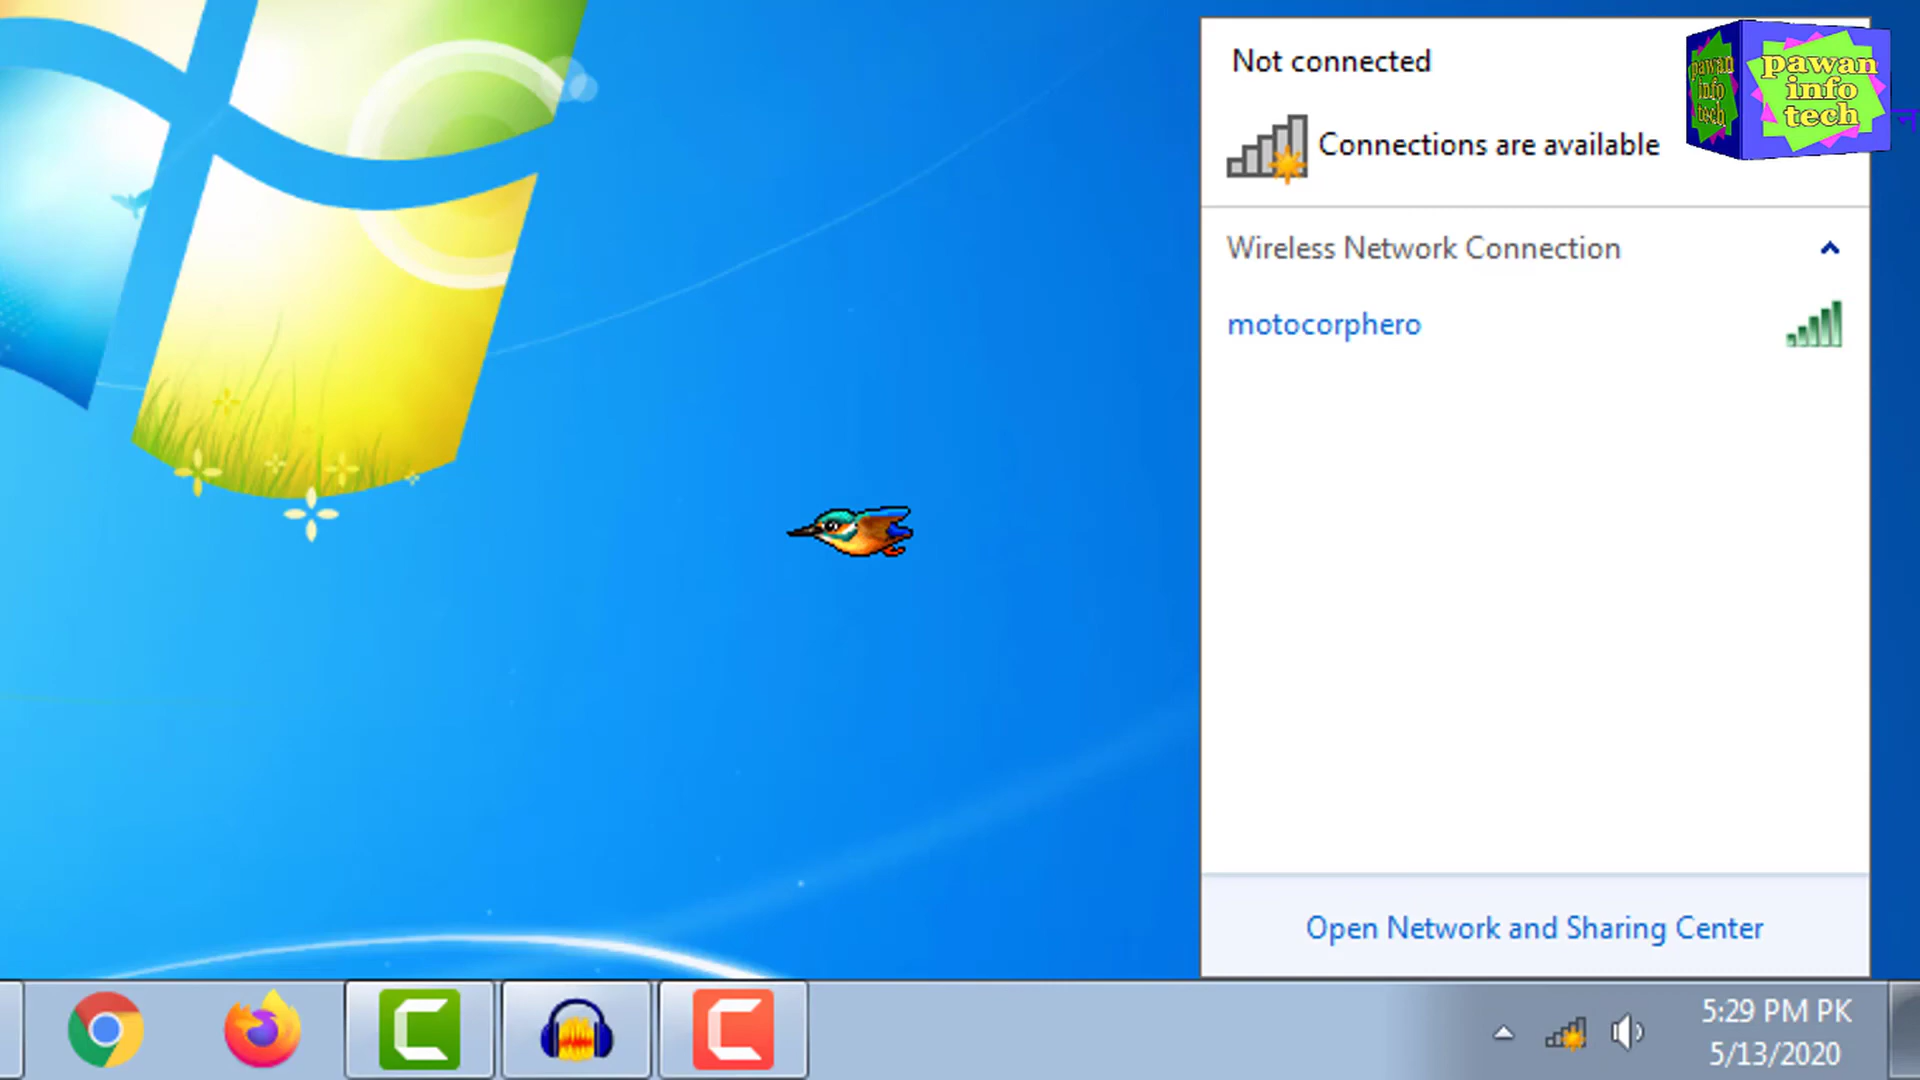 Not connected
Connections are available
pawan
info
tech
pawan
info
tech
न
Wireless Network Connection
motocorphero
Open Network and Sharing Center
5:29 PM PK
5/13/2020